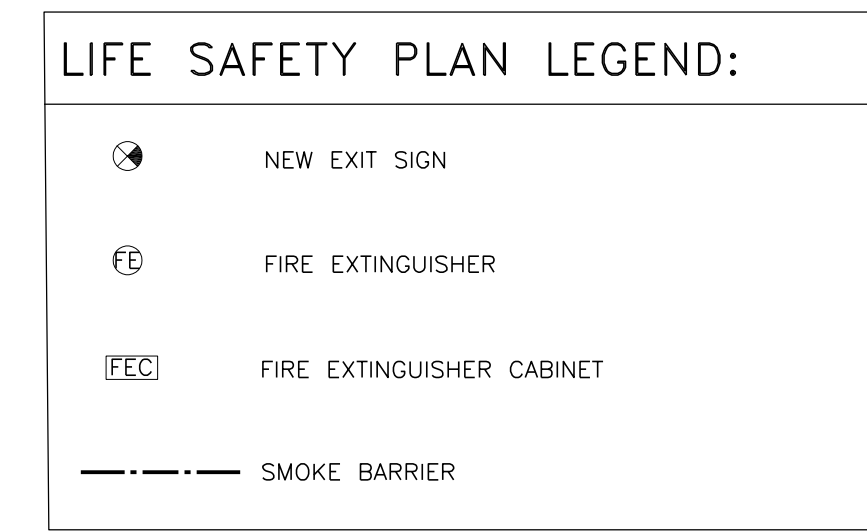 LIFE SAFETY PLAN LEGEND:
NEW EXIT SIGN
FE FIRE EXTINGUISHER
FEC FIRE EXTINGUISHER CABINET
SMOKE BARRIER